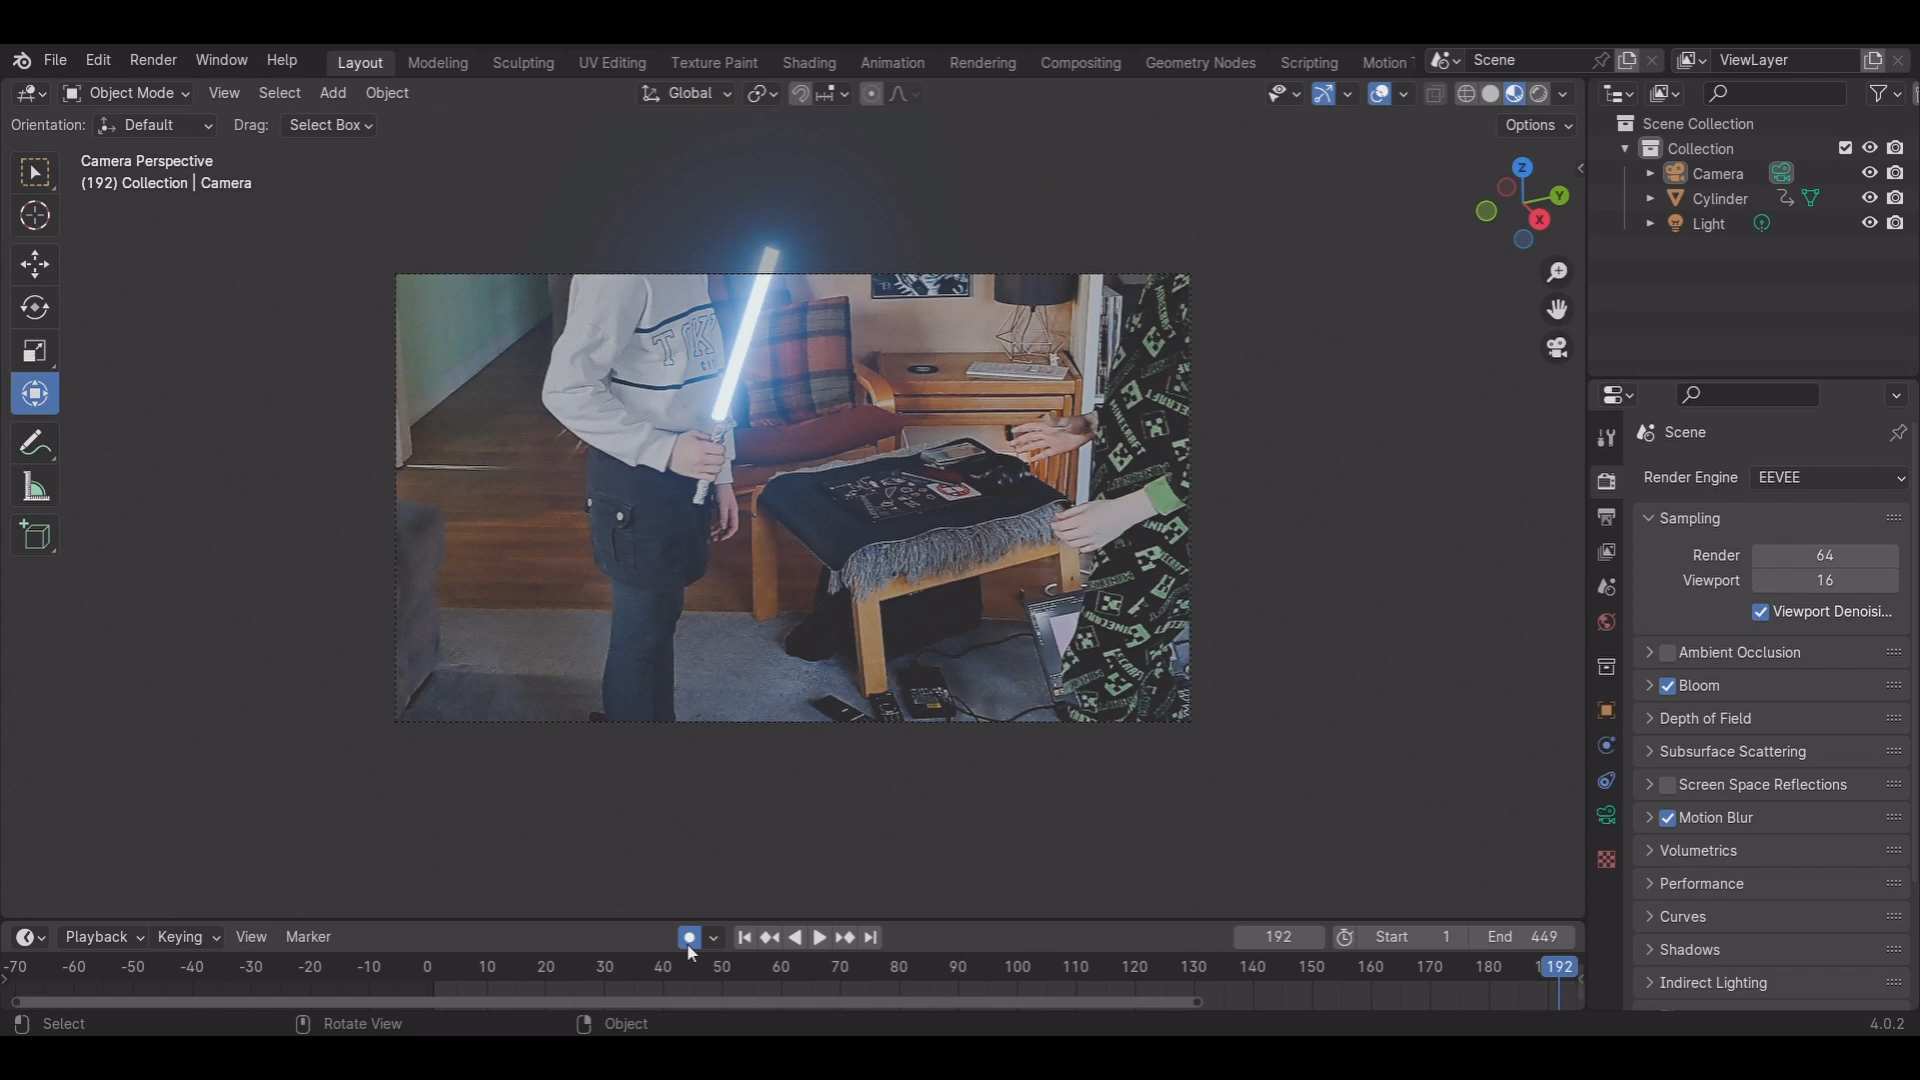 File Edit Render Window Help Layout Modeling Sculpting UV Editing Texture Paint Shading Animation Rendering Compositing Geometry Nodes Scripting Motion Scene ViewLayer
Object Mode View Select Add Object Global
Orientation: Default Drag: Select Box Options
Camera Perspective
(192) Collection | Camera
Z
Y
X
Scene Collection
Collection
Camera
Cylinder
Light
Scene
Render Engine EEVEE
Sampling
Render 64
Viewport 16
Viewport Denoisi...
Ambient Occlusion
Bloom
Depth of Field
Subsurface Scattering
Screen Space Reflections
Motion Blur
Volumetrics
Performance
Curves
Shadows
Indirect Lighting
MINECRAFT
Playback Keying View Marker 192 Start 1 End 449
-70 -60 -50 -40 -30 -20 -10 0 10 20 30 40 50 60 70 80 90 100 110 120 130 140 150 160 170 180 192
Select Rotate View Object 4.0.2